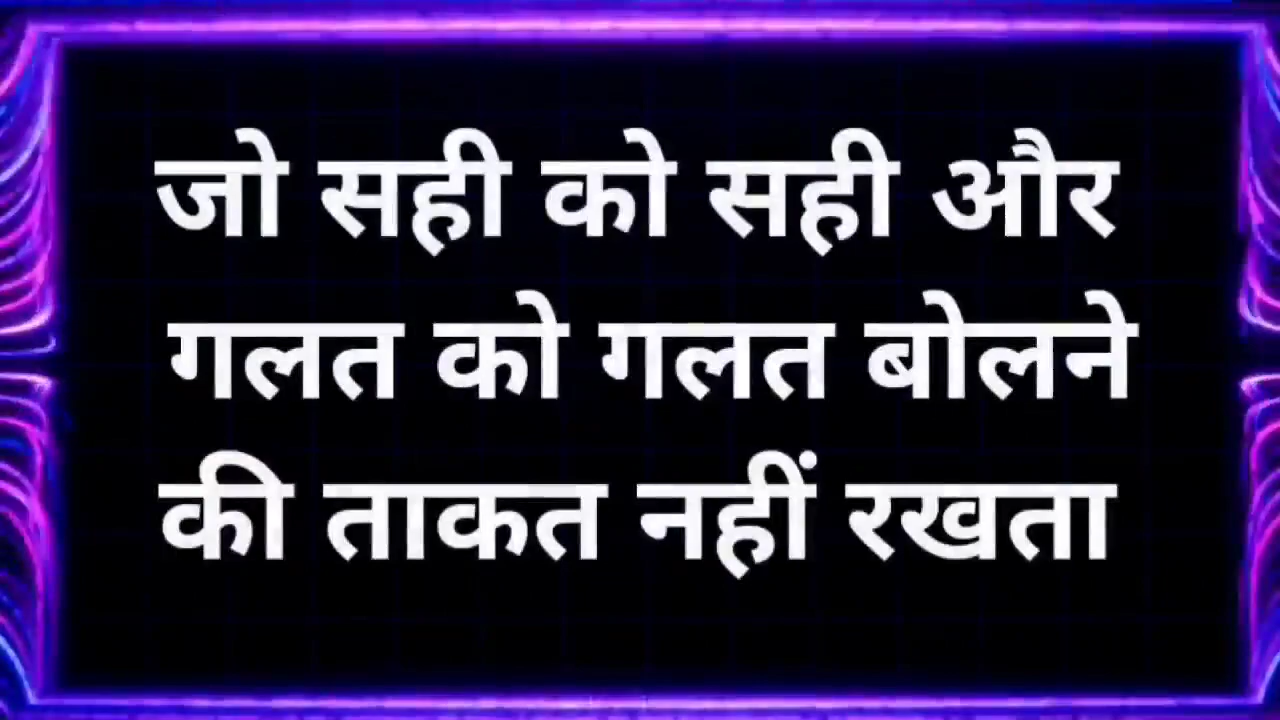 जो सही को सही और
गलत को गलत बोलने
की ताकत नहीं रखता